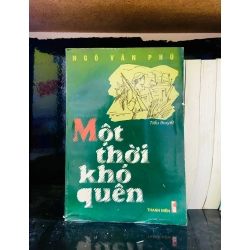 NGÔ VĂN PHÚ
Tiểu thuyết
Một
thời
khó
quên
THANH NIÊN